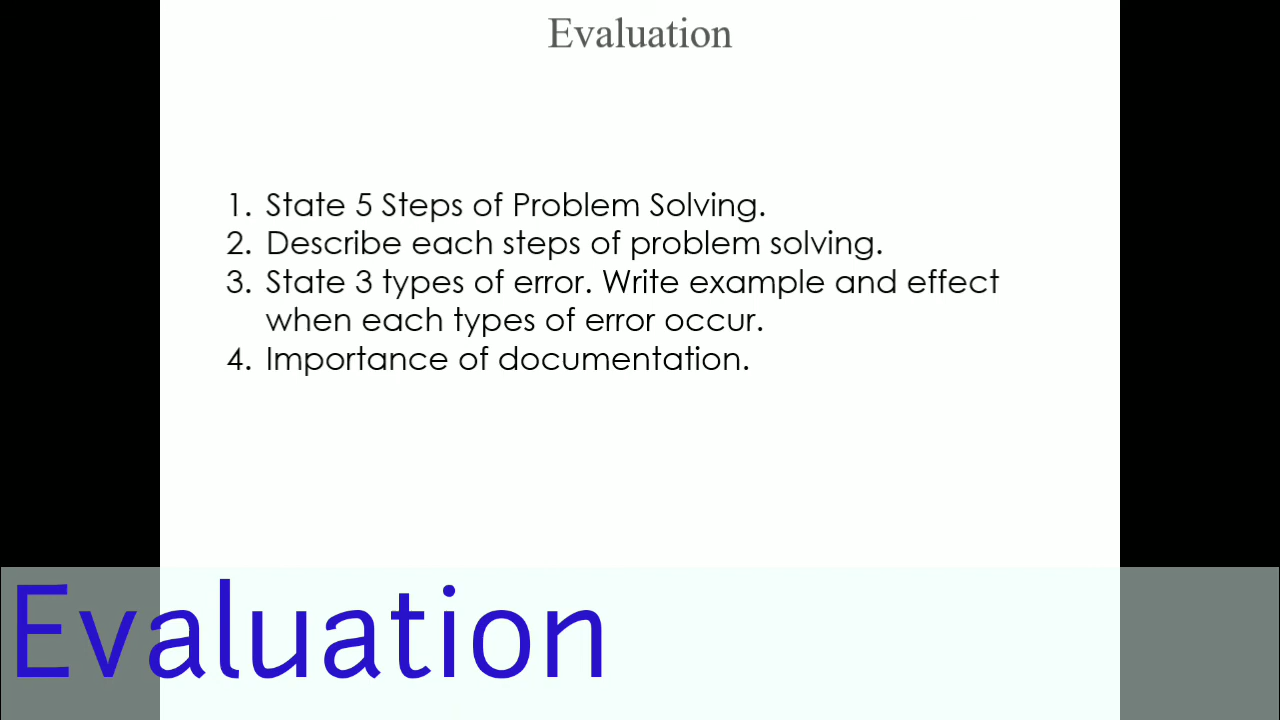 Evaluation
1. State 5 Steps of Problem Solving.
2. Describe each steps of problem solving.
3. State 3 types of error. Write example and effect
when each types of error occur.
4. Importance of documentation.
Evaluation